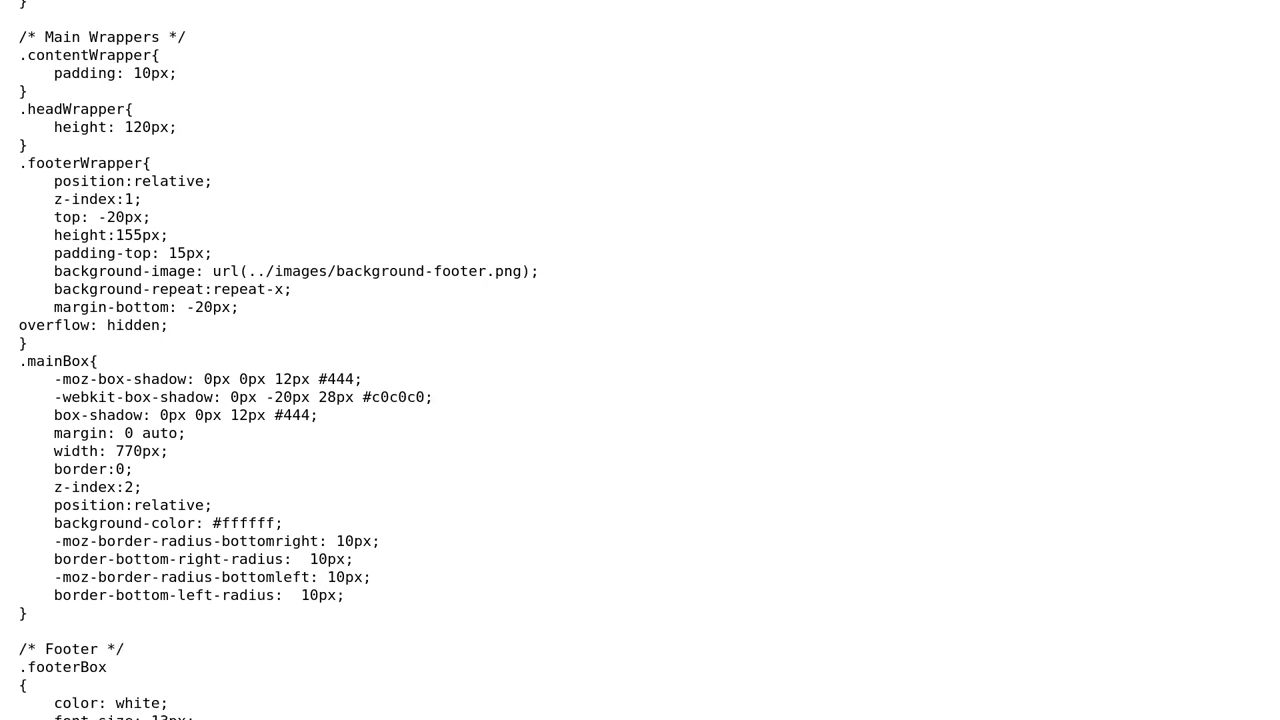 }

/* Main Wrappers */
.contentWrapper{
    padding: 10px;
}
.headWrapper{
    height: 120px;
}
.footerWrapper{
    position:relative;
    z-index:1;
    top: -20px;
    height:155px;
    padding-top: 15px;
    background-image: url(../images/background-footer.png);
    background-repeat:repeat-x;
    margin-bottom: -20px;
overflow: hidden;
}
.mainBox{
    -moz-box-shadow: 0px 0px 12px #444;
    -webkit-box-shadow: 0px -20px 28px #c0c0c0;
    box-shadow: 0px 0px 12px #444;
    margin: 0 auto;
    width: 770px;
    border:0;
    z-index:2;
    position:relative;
    background-color: #ffffff;
    -moz-border-radius-bottomright: 10px;
    border-bottom-right-radius:  10px;
    -moz-border-radius-bottomleft: 10px;
    border-bottom-left-radius:  10px;
}

/* Footer */
.footerBox
{
    color: white;
    font-size: 13px;